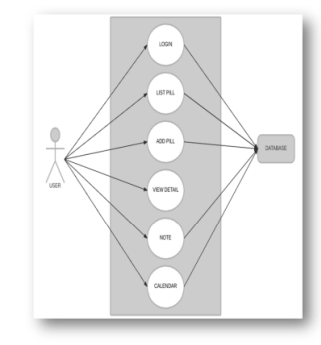 LOGIN
LIST PILL
ADD PILL
DATABASE
USER
VIEW DETAIL
NOTE
CALENDAR